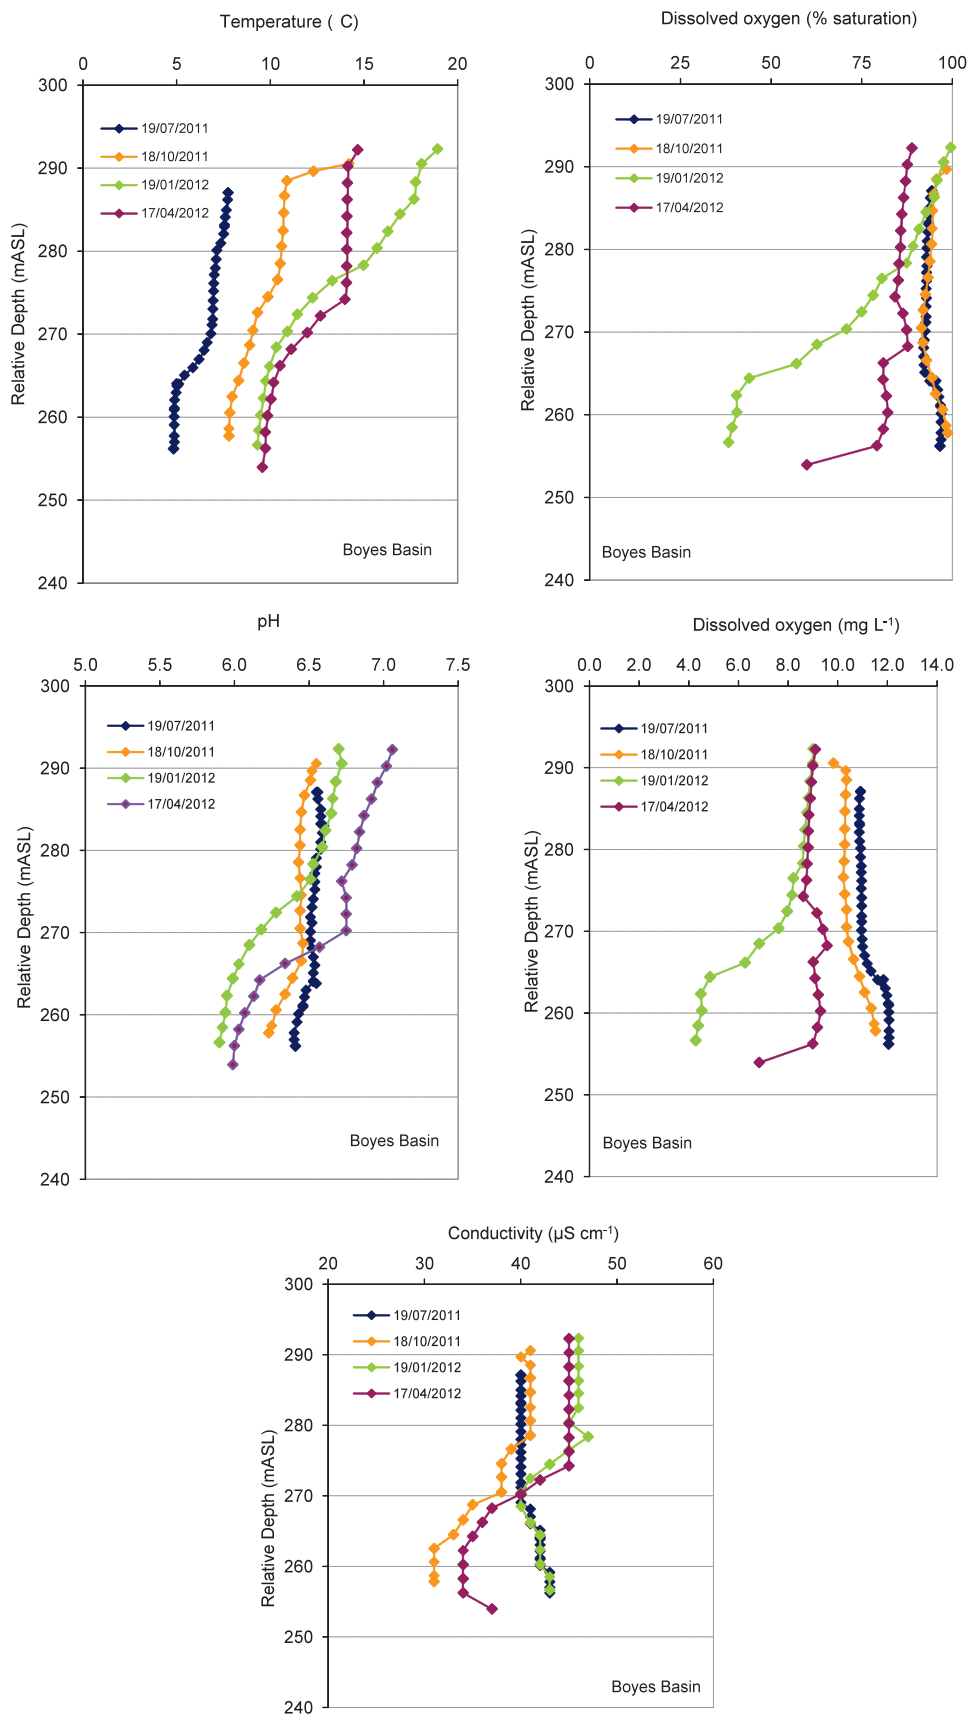 Temperature ( C)
0 5 10 15 20
300
290
280
270
260
250
240
Relative Depth (mASL)
19/07/2011
18/10/2011
19/01/2012
17/04/2012
Boyes Basin
Dissolved oxygen (% saturation)
0 25 50 75 100
300
290
280
270
260
250
240
Relative Depth (mASL)
19/07/2011
18/10/2011
19/01/2012
17/04/2012
Boyes Basin
pH
5.0 5.5 6.0 6.5 7.0 7.5
300
290
280
270
260
250
240
Relative Depth (mASL)
19/07/2011
18/10/2011
19/01/2012
17/04/2012
Boyes Basin
Dissolved oxygen (mg L-1)
0.0 2.0 4.0 6.0 8.0 10.0 12.0 14.0
300
290
280
270
260
250
240
Relative Depth (mASL)
19/07/2011
18/10/2011
19/01/2012
17/04/2012
Boyes Basin
Conductivity (µS cm-1)
20 30 40 50 60
300
290
280
270
260
250
240
Relative Depth (mASL)
19/07/2011
18/10/2011
19/01/2012
17/04/2012
Boyes Basin